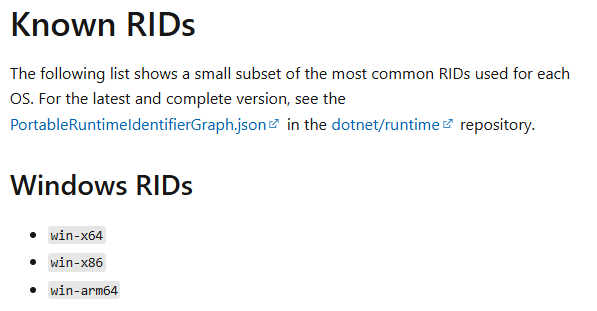 Known RIDs
The following list shows a small subset of the most common RIDs used for each
OS. For the latest and complete version, see the
PortableRuntimeIdentifierGraph.json in the dotnet/runtime repository.
Windows RIDs
win-x64
win-x86
win-arm64